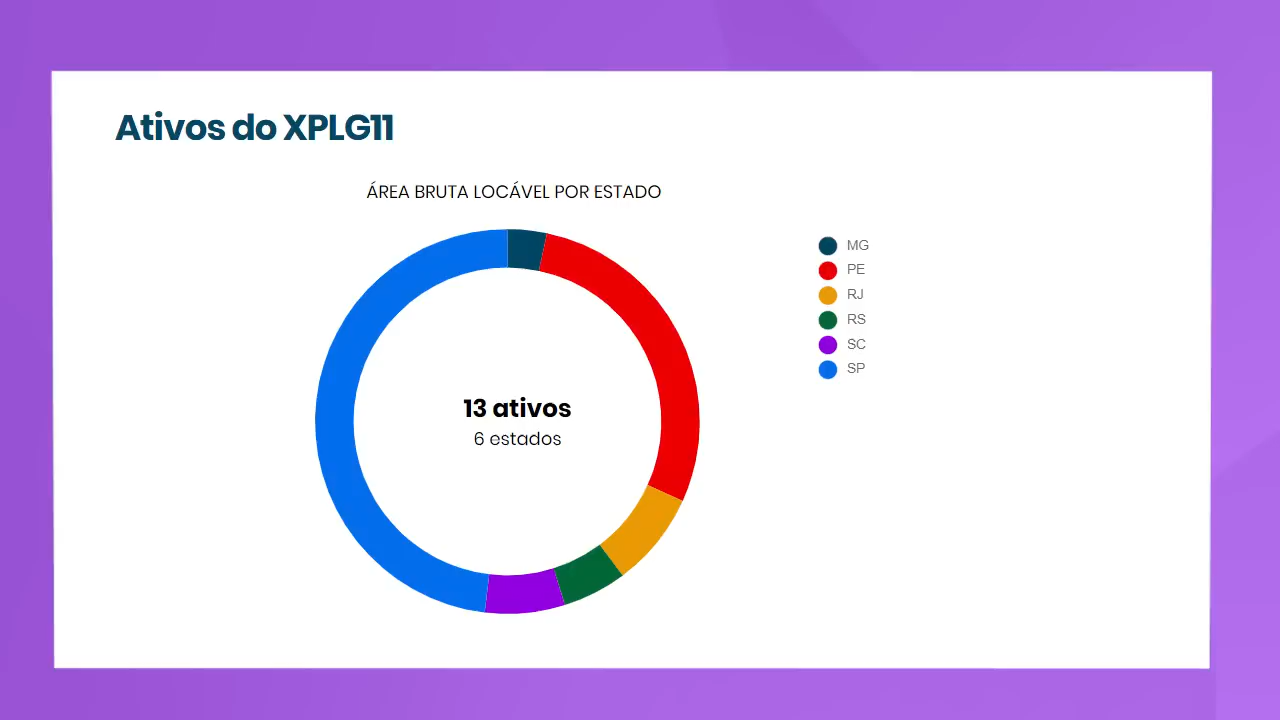 Ativos do XPLG11
ÁREA BRUTA LOCÁVEL POR ESTADO
MG
PE
RJ
RS
SC
SP
13 ativos
6 estados